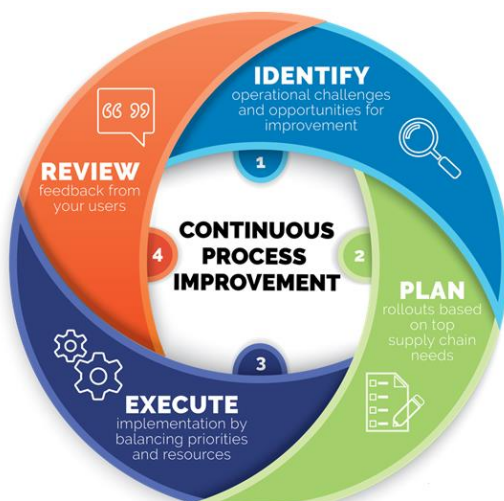 IDENTIFY
operational challenges
and opportunities for
improvement
1
PLAN
rollouts based
on top
supply chain
needs
2
EXECUTE
implementation by
balancing priorities
and resources
3
REVIEW
feedback from
your users
4
CONTINUOUS
PROCESS
IMPROVEMENT